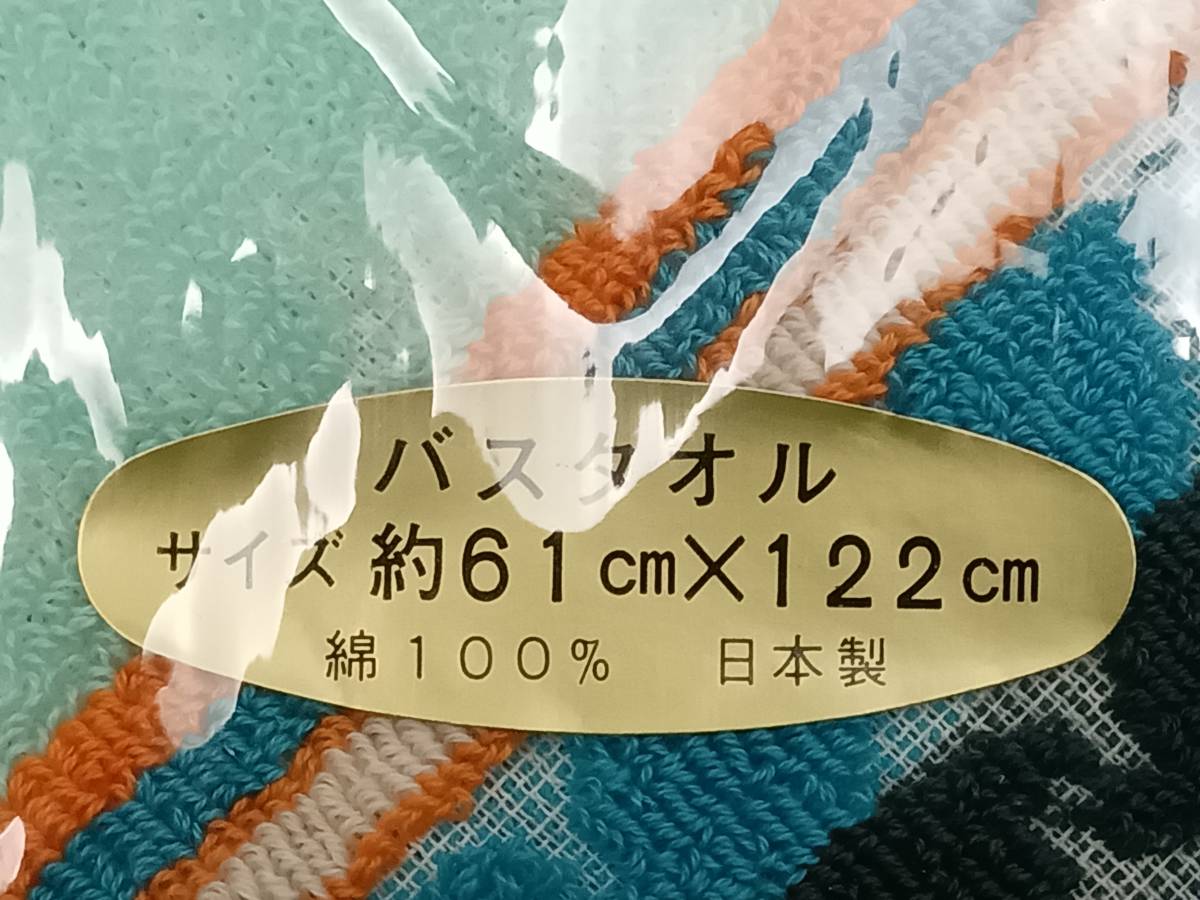 バスタオル
サイズ 約61cm×122cm
綿100% 日本製